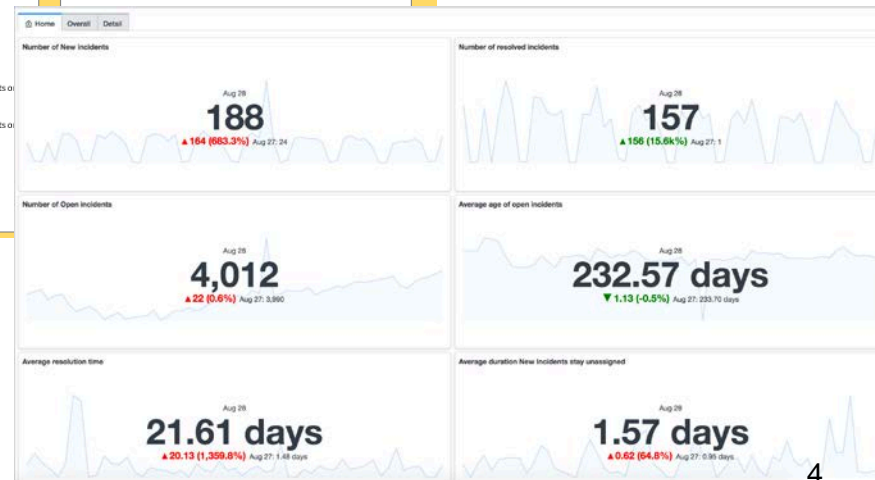 Home Overall Detail
Number of New incidents
Aug 28
188
▲164 (683.3%) Aug 27: 24
Number of resolved incidents
Aug 28
157
▲156 (15.6k%) Aug 27: 1
ts o
ts o
Number of Open incidents
Aug 28
4,012
▲22 (0.6%) Aug 27: 3,990
Average age of open incidents
Aug 28
232.57 days
▼1.13 (-0.5%) Aug 27: 233.70 days
Average resolution time
Aug 28
21.61 days
▲20.13 (1,359.8%) Aug 27: 1.48 days
Average duration New Incidents stay unassigned
Aug 28
1.57 days
▲0.62 (64.8%) Aug 27: 0.95 days
4